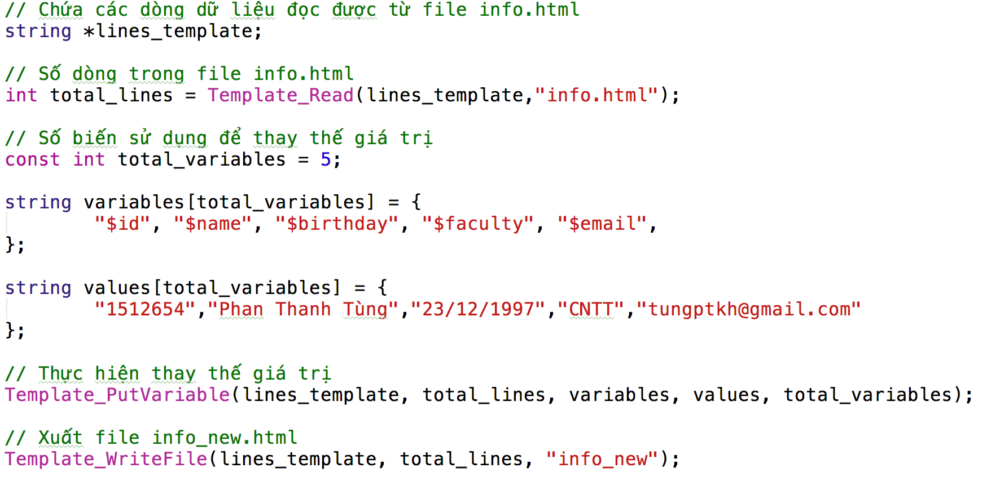 // Chứa các dòng dữ liệu đọc được từ file info.html
string *lines_template;
// Số dòng trong file info.html
int total_lines = Template_Read(lines_template,"info.html");
// Số biến sử dụng để thay thế giá trị
const int total_variables = 5;
string variables[total_variables] = {
"$id", "$name", "$birthday", "$faculty", "$email",
};
string values[total_variables] = {
"1512654","Phan Thanh Tùng","23/12/1997","CNTT","tungptkh@gmail.com"
};
// Thực hiện thay thế giá trị
Template_PutVariable(lines_template, total_lines, variables, values, total_variables);
// Xuất file info_new.html
Template_WriteFile(lines_template, total_lines, "info_new");